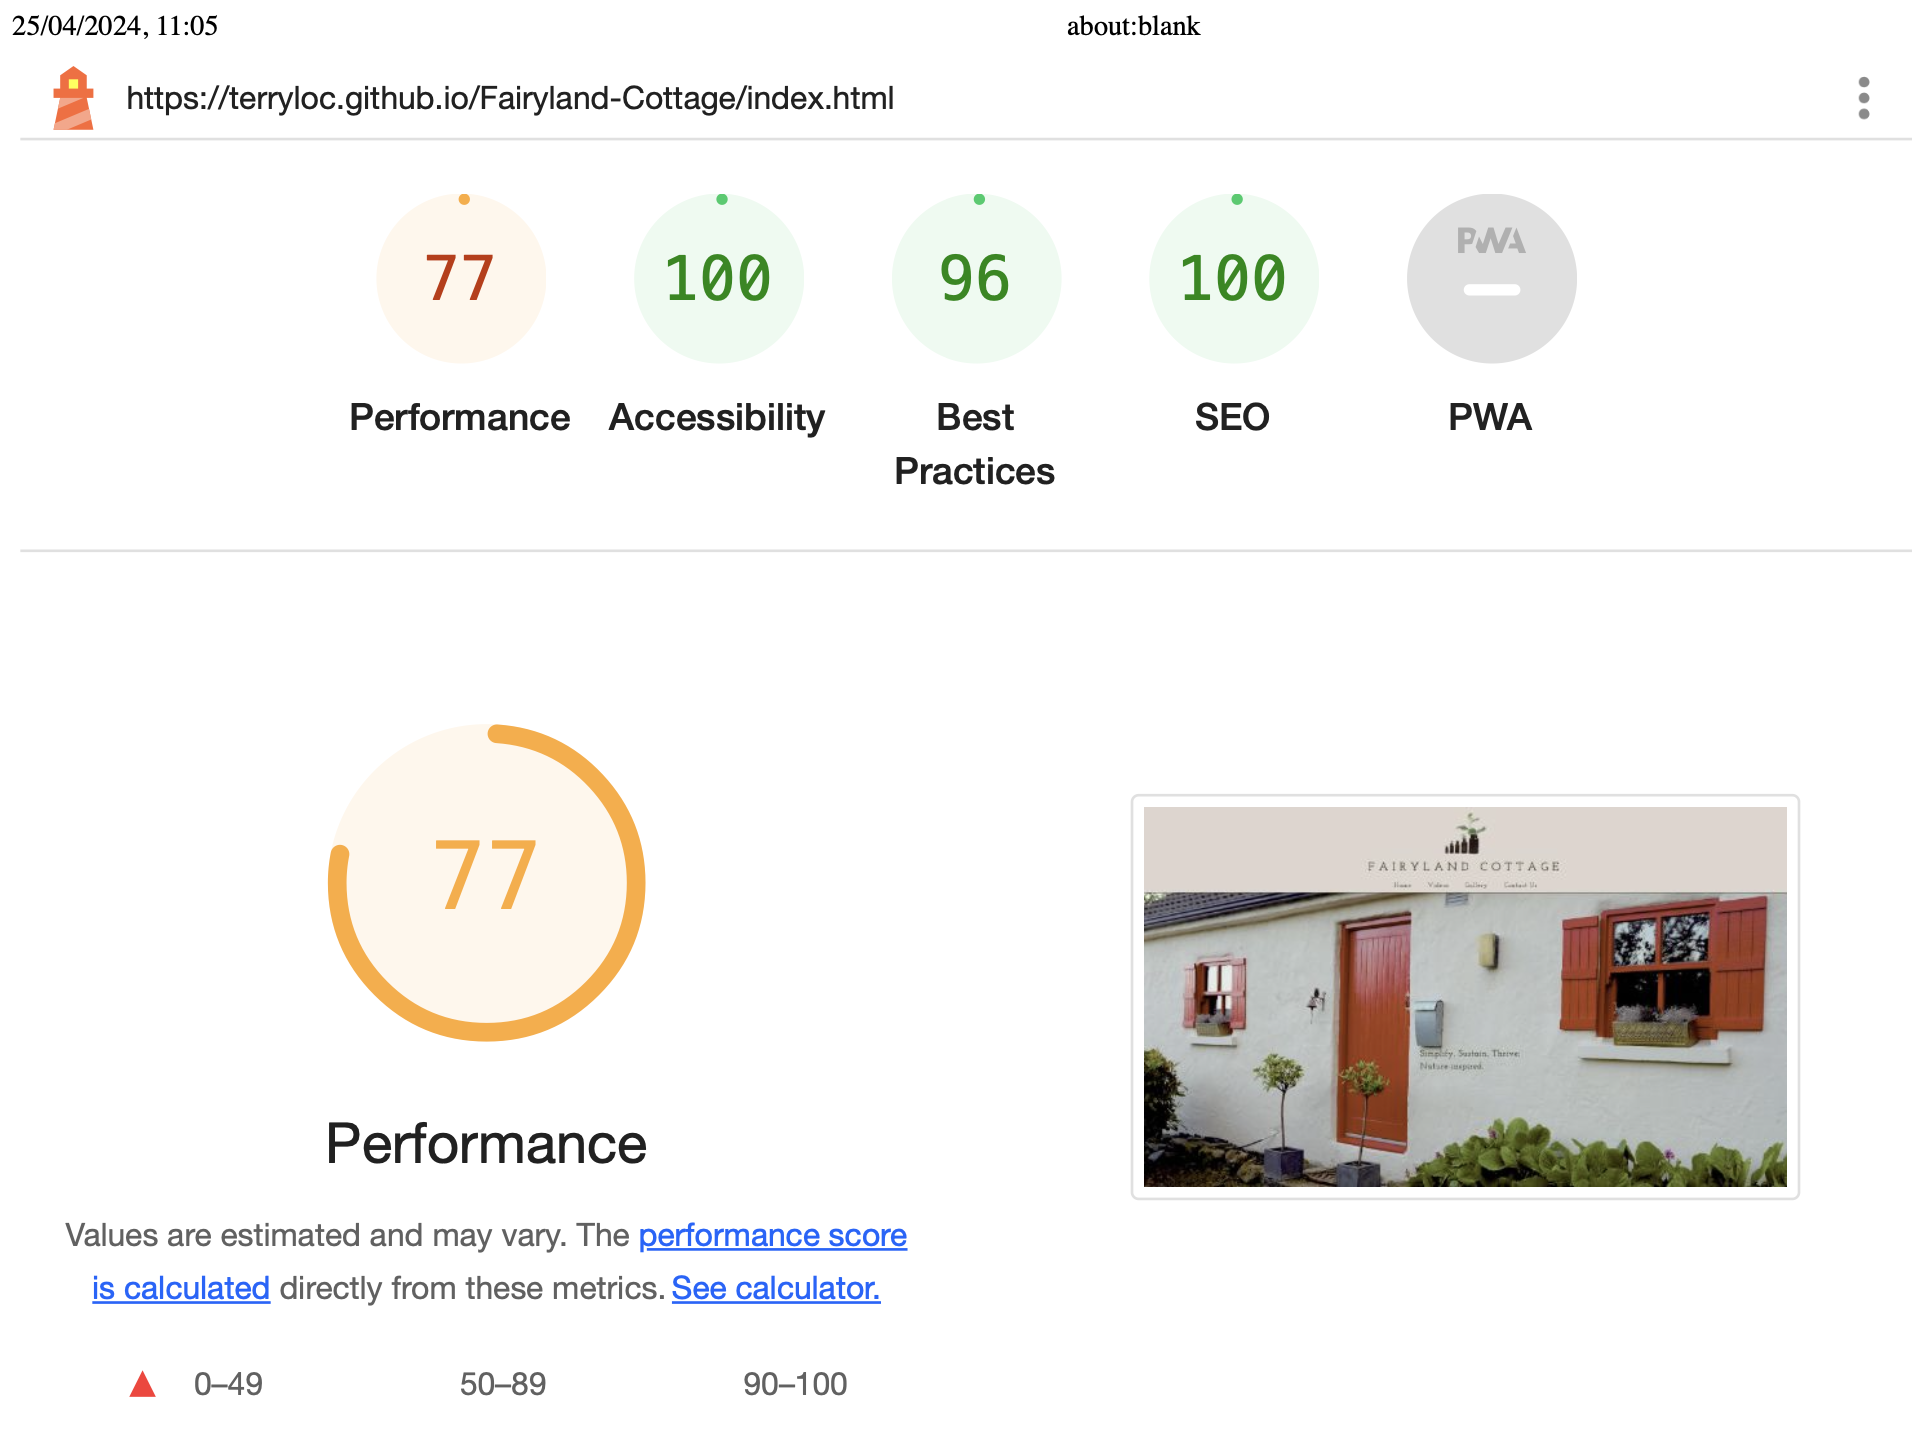 25/04/2024, 11:05
about:blank
https://terryloc.github.io/Fairyland-Cottage/index.html
77
100
96
100
PWA
Performance
Accessibility
Best
Practices
SEO
PWA
77
Performance
Values are estimated and may vary. The performance score
is calculated directly from these metrics. See calculator.
0–49
50–89
90–100
FAIRYLAND COTTAGE
Home Videos Gallery Contact Us
Simplify. Sustain. Thrive:
Nature-inspired.